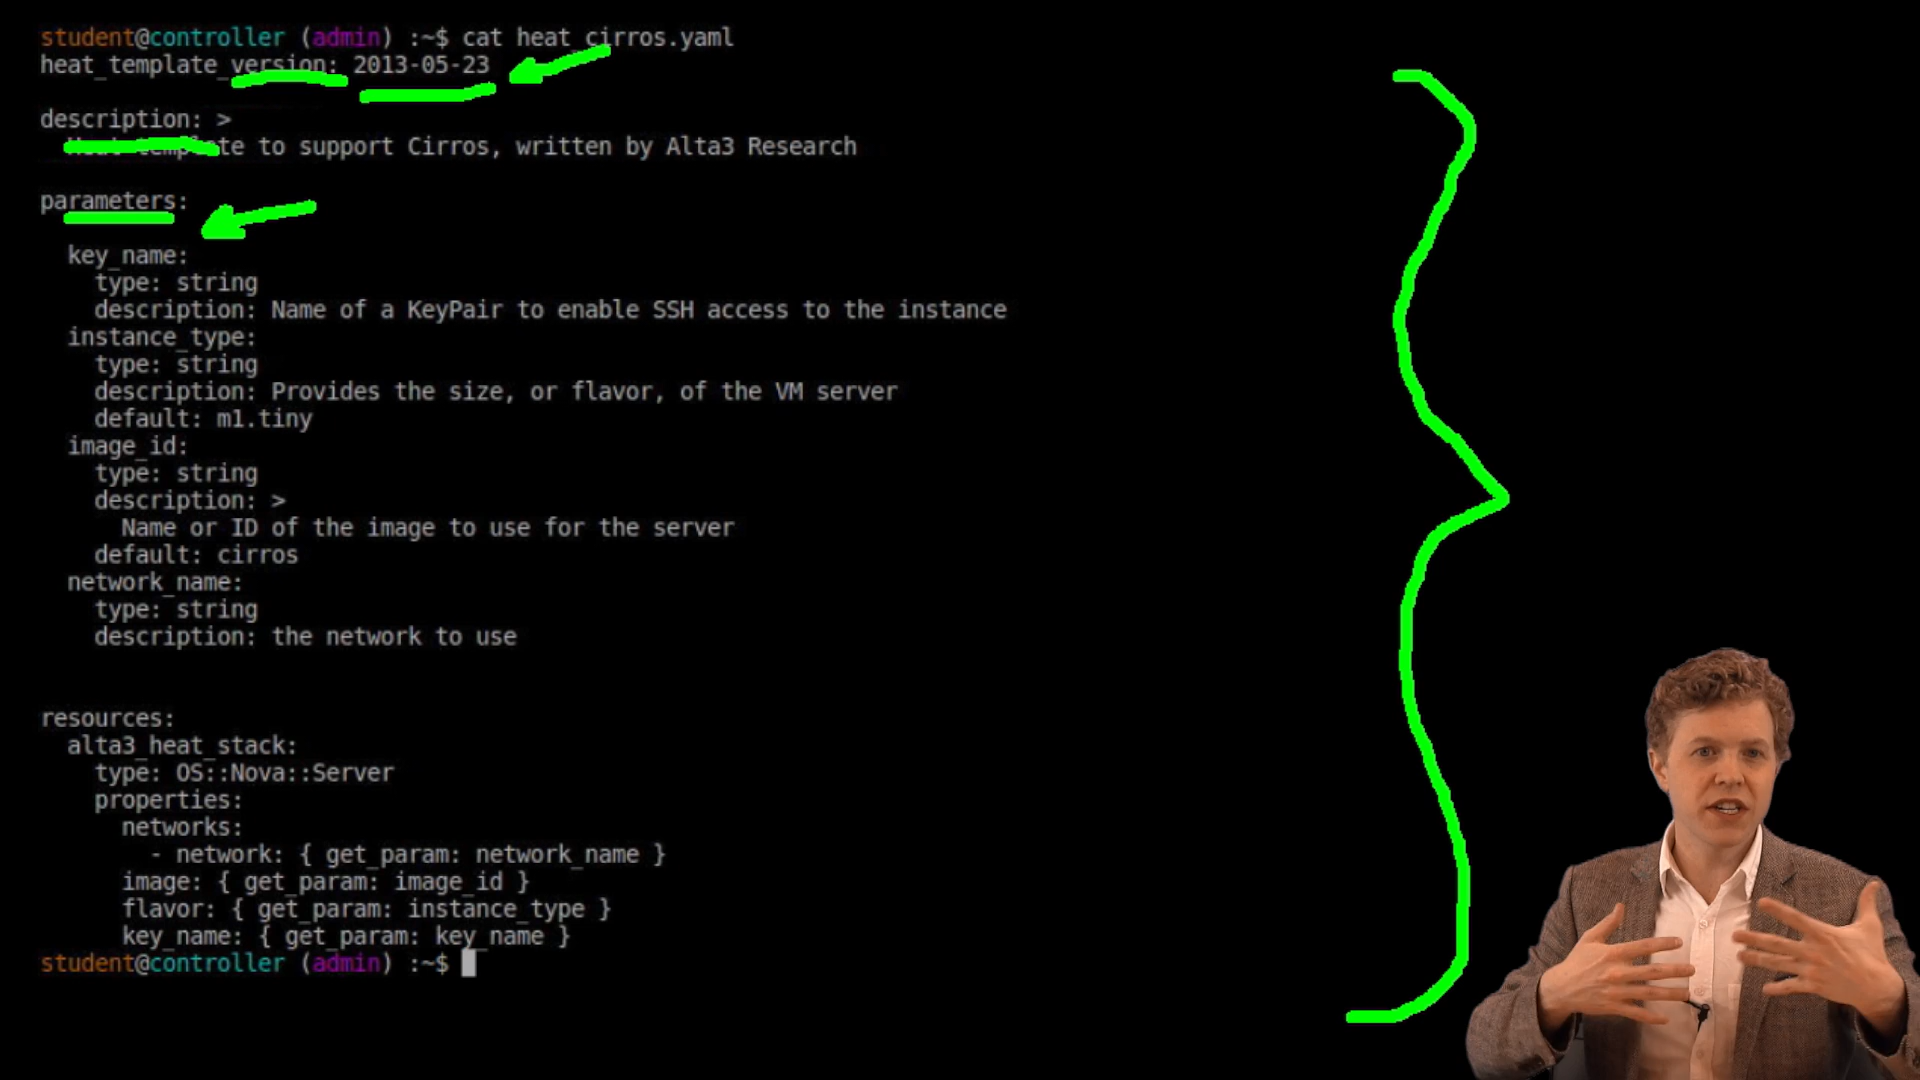 student@controller (admin) :~$ cat heat_cirros.yaml
heat_template_version: 2013-05-23
description: >
Heat template to support Cirros, written by Alta3 Research
parameters:
key_name:
type: string
description: Name of a KeyPair to enable SSH access to the instance
instance_type:
type: string
description: Provides the size, or flavor, of the VM server
default: m1.tiny
image_id:
type: string
description: >
Name or ID of the image to use for the server
default: cirros
network_name:
type: string
description: the network to use
resources:
alta3_heat_stack:
type: OS::Nova::Server
properties:
networks:
- network: { get_param: network_name }
image: { get_param: image_id }
flavor: { get_param: instance_type }
key_name: { get_param: key_name }
student@controller (admin) :~$